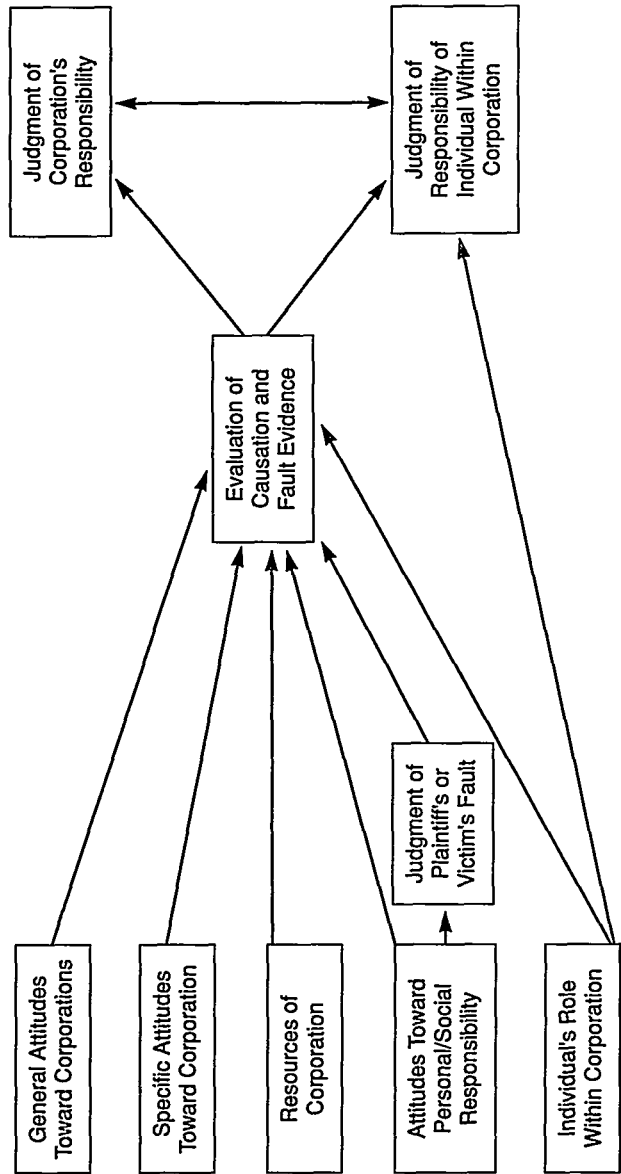 General Attitudes
Toward Corporations
Specific Attitudes
Toward Corporation
Resources of
Corporation
Attitudes Toward
Personal/Social
Responsibility
Individual's Role
Within Corporation
Judgment of
Plaintiff's or
Victim's Fault
Evaluation of
Causation and
Fault Evidence
Judgment of
Corporation's
Responsibility
Judgment of
Responsibility of
Individual Within
Corporation